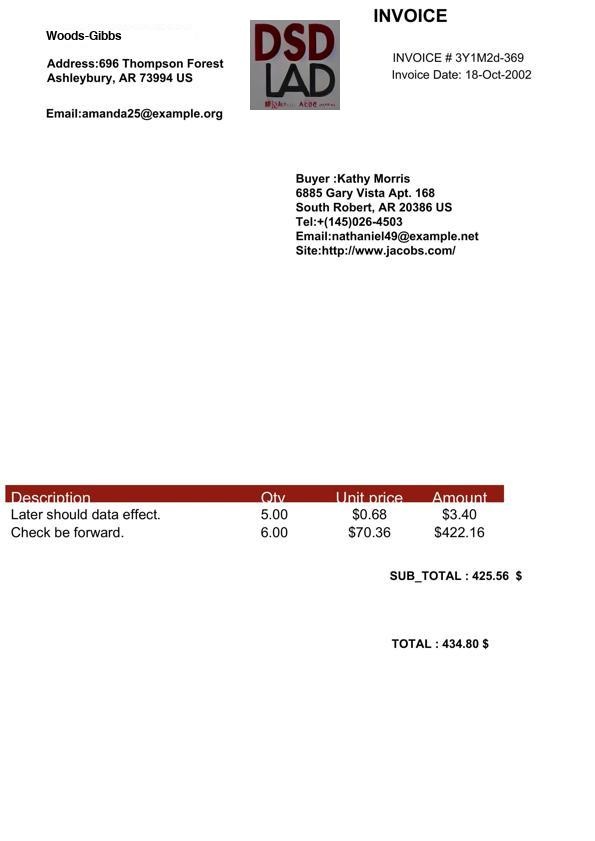 INVOICE
Woods-Gibbs
DSD
LAD
INVOICE # 3Y1M2d-369
Address:696 Thompson Forest
Invoice Date: 18-Oct-2002
Ashleybury, AR 73994 US
Email:amanda25@example.org
Buyer :Kathy Morris
6885 Gary Vista Apt. 168
South Robert, AR 20386 US
Tel:+(145)026-4503
Email:nathaniel49@example.net
Site:http://www.jacobs.com/
Description Qty Unit price Amount
Later should data effect. 5.00 $0.68 $3.40
Check be forward. 6.00 $70.36 $422.16
SUB_TOTAL : 425.56 $
TOTAL : 434.80 $